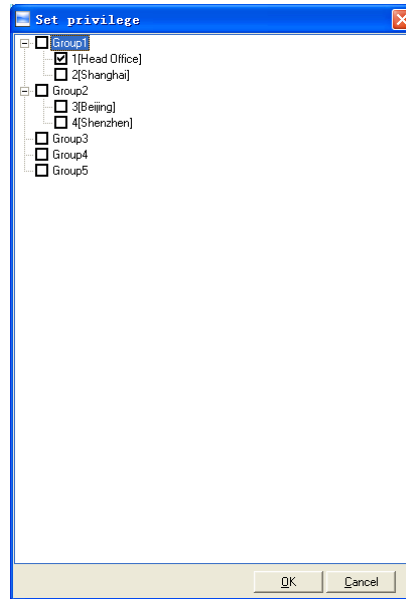 Set privilege
Group1
1[Head Office]
2[Shanghai]
Group2
3[Beijing]
4[Shenzhen]
Group3
Group4
Group5
OK Cancel